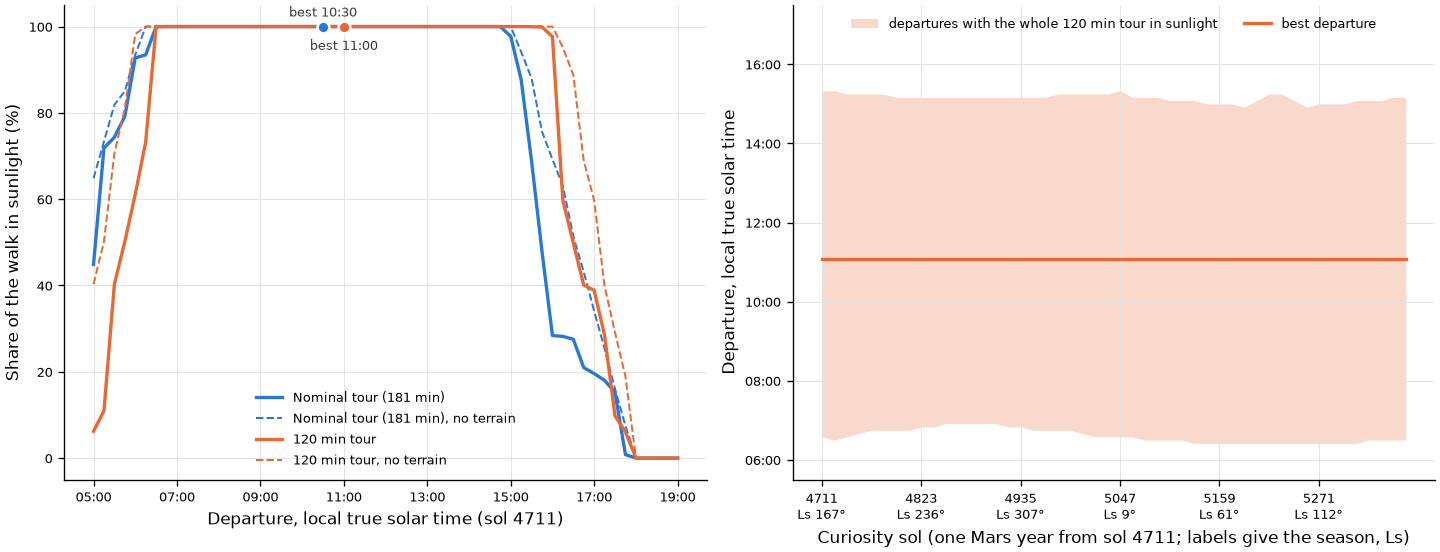 best 10:30
best 11:00
100
80
60
40
20
0
Share of the walk in sunlight (%)
Nominal tour (181 min)
Nominal tour (181 min), no terrain
120 min tour
120 min tour, no terrain
05:00 07:00 09:00 11:00 13:00 15:00 17:00 19:00
Departure, local true solar time (sol 4711)
departures with the whole 120 min tour in sunlight
best departure
16:00
14:00
12:00
10:00
08:00
06:00
Departure, local true solar time
4711 4823 4935 5047 5159 5271
Ls 167° Ls 236° Ls 307° Ls 9° Ls 61° Ls 112°
Curiosity sol (one Mars year from sol 4711; labels give the season, Ls)